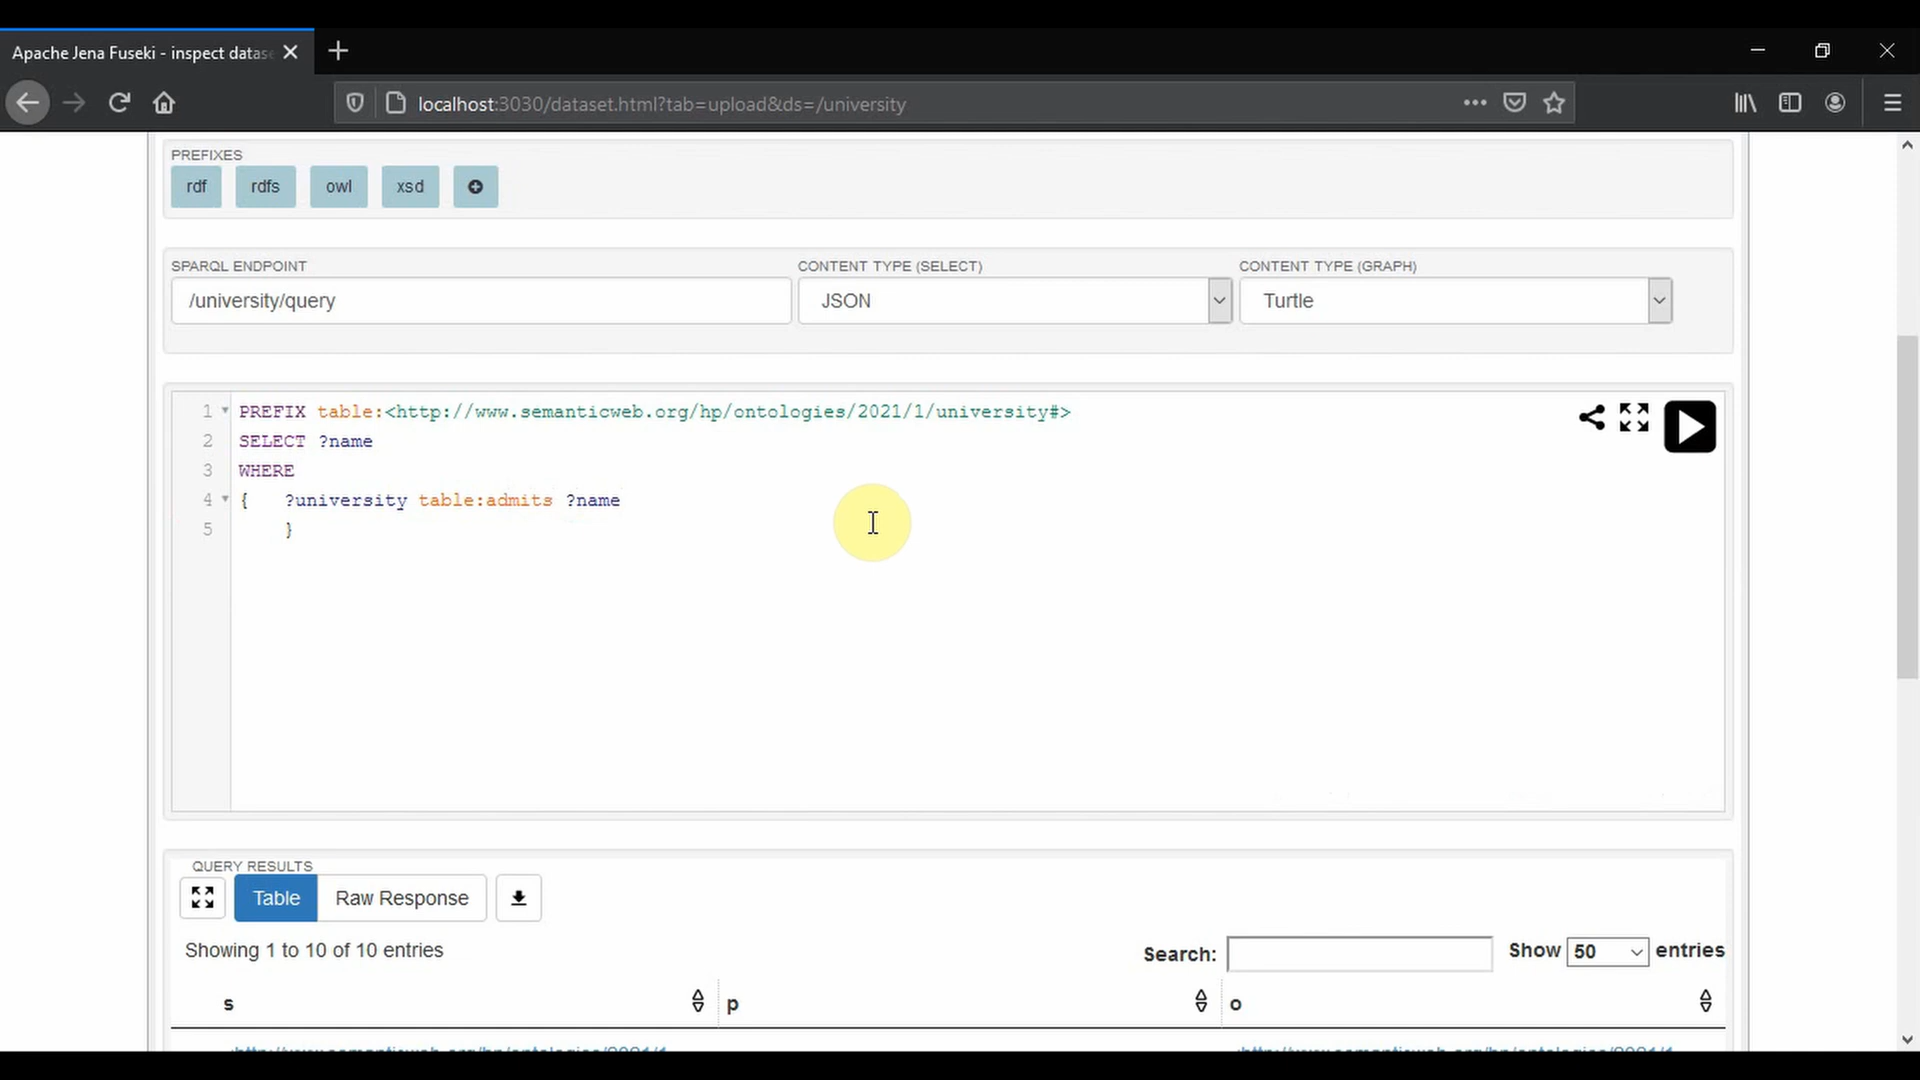 Apache Jena Fuseki - inspect datas
localhost:3030/dataset.html?tab=upload&ds=/university
PREFIXES
rdf rdfs owl xsd
SPARQL ENDPOINT CONTENT TYPE (SELECT) CONTENT TYPE (GRAPH)
/university/query JSON Turtle
1 PREFIX table:<http://www.semanticweb.org/hp/ontologies/2021/1/university#>
2 SELECT ?name
3 WHERE
4 { ?university table:admits ?name
5 }
QUERY RESULTS
Table Raw Response
Showing 1 to 10 of 10 entries Search: Show 50 entries
s p o